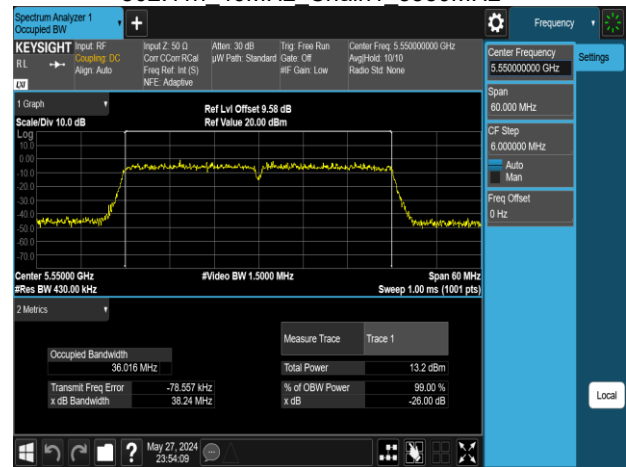 Spectrum Analyzer 1
Occupied BW
+
Frequency
KEYSIGHT
RL
LXI
Input: RF
Coupling: DC
Align: Auto
Input Z: 50 Ω
Corr CCorr RCal
Freq Ref: Int (S)
NFE: Adaptive
Atten: 30 dB
µW Path: Standard
Trig: Free Run
Gate: Off
#IF Gain: Low
Center Freq: 5.550000000 GHz
Avg|Hold: 10/10
Radio Std: None
Center Frequency
5.550000000 GHz
Settings
Span
60.000 MHz
CF Step
6.000000 MHz
Auto
Man
Freq Offset
0 Hz
Local
1 Graph
Scale/Div 10.0 dB
Ref Lvl Offset 9.58 dB
Ref Value 20.00 dBm
Log
10.0
0.00
-10.0
-20.0
-30.0
-40.0
-50.0
-60.0
-70.0
Center 5.55000 GHz
#Video BW 1.5000 MHz
Span 60 MHz
#Res BW 430.00 kHz
Sweep 1.00 ms (1001 pts)
2 Metrics
Measure Trace Trace 1
Occupied Bandwidth
36.016 MHz
Total Power 13.2 dBm
Transmit Freq Error -78.557 kHz
% of OBW Power 99.00 %
x dB Bandwidth 38.24 MHz
x dB -26.00 dB
?
May 27, 2024
23:54:09